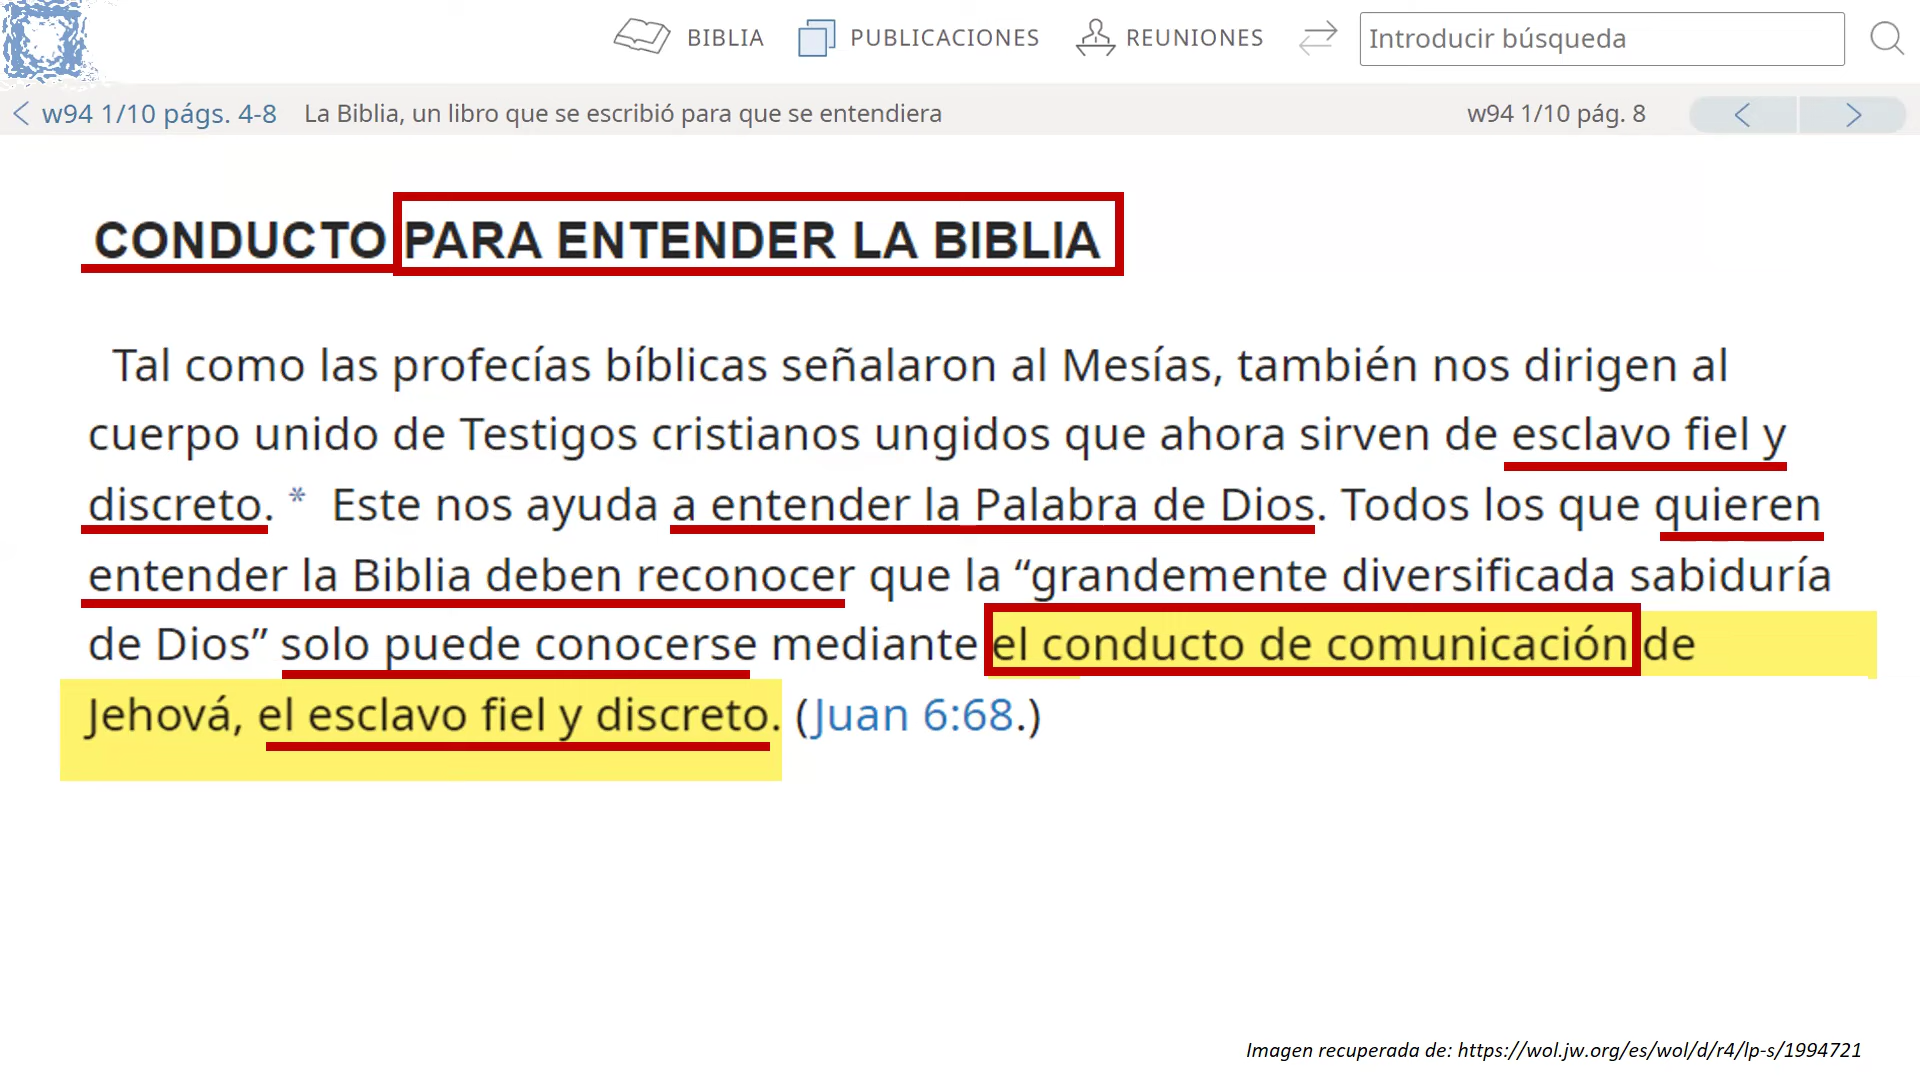 BIBLIA PUBLICACIONES REUNIONES Introducir búsqueda
w94 1/10 págs. 4-8 La Biblia, un libro que se escribió para que se entendiera w94 1/10 pág. 8
CONDUCTO PARA ENTENDER LA BIBLIA
Tal como las profecías bíblicas señalaron al Mesías, también nos dirigen al
cuerpo unido de Testigos cristianos ungidos que ahora sirven de esclavo fiel y
discreto. * Este nos ayuda a entender la Palabra de Dios. Todos los que quieren
entender la Biblia deben reconocer que la “grandemente diversificada sabiduría
de Dios” solo puede conocerse mediante el conducto de comunicación de
Jehová, el esclavo fiel y discreto. (Juan 6:68.)
Imagen recuperada de: https://wol.jw.org/es/wol/d/r4/lp-s/1994721